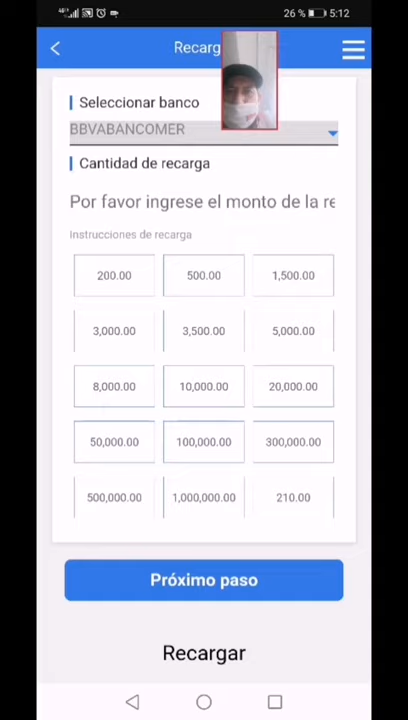 26 % 5:12
Recarg
Seleccionar banco
BBVABANCOMER
Cantidad de recarga
Por favor ingrese el monto de la re
Instrucciones de recarga
200.00 500.00 1,500.00
3,000.00 3,500.00 5,000.00
8,000.00 10,000.00 20,000.00
50,000.00 100,000.00 300,000.00
500,000.00 1,000,000.00 210.00
Próximo paso
Recargar